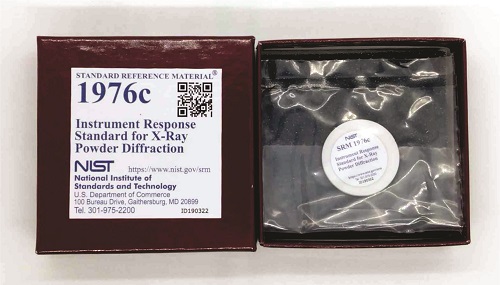 STANDARD REFERENCE MATERIAL®
1976c
Instrument Response
Standard for X-Ray
Powder Diffraction
NIST https://www.nist.gov/srm
National Institute of
Standards and Technology
U.S. Department of Commerce
100 Bureau Drive, Gaithersburg, MD 20899
Tel. 301-975-2200 ID190322
NIST
SRM 1976c
Instrument Response
Standard for X-Ray
Powder Diffraction
ID190322